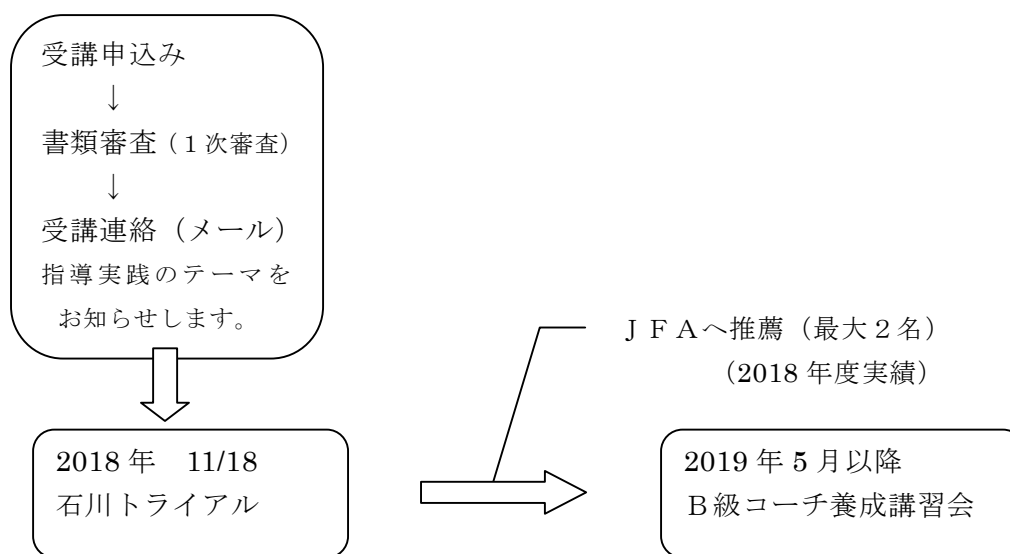 受講申込み
↓
書類審査（１次審査）
↓
受講連絡（メール）
指導実践のテーマを
お知らせします。
ＪＦＡへ推薦（最大２名）
（2018 年度実績）
2018 年　11/18
石川トライアル
2019 年 5 月以降
Ｂ級コーチ養成講習会